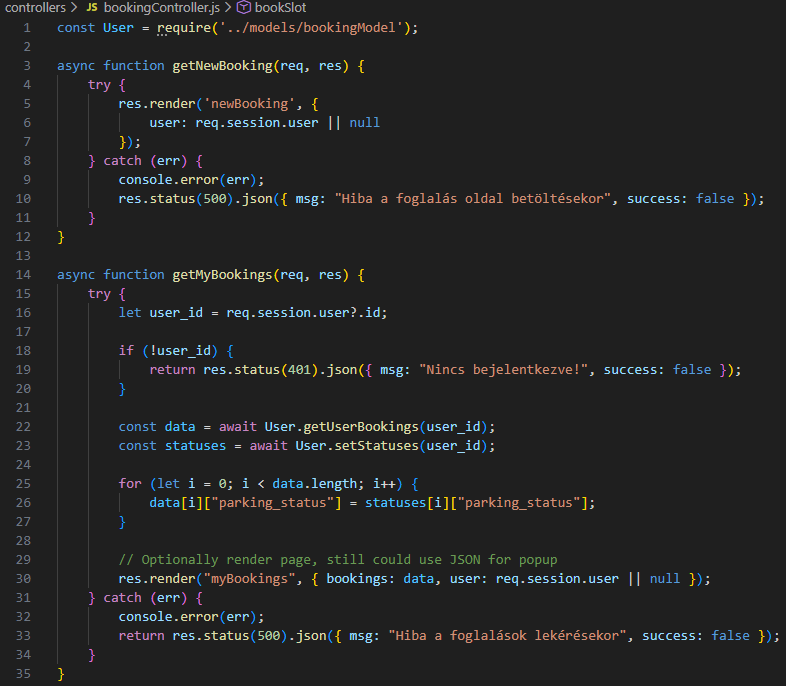 controllers > JS bookingController.js > bookSlot
1 const User = require('../models/bookingModel');
2
3 async function getNewBooking(req, res) {
4     try {
5         res.render('newBooking', {
6             user: req.session.user || null
7         });
8     } catch (err) {
9         console.error(err);
10         res.status(500).json({ msg: "Hiba a foglalás oldal betöltésekor", success: false });
11     }
12 }
13
14 async function getMyBookings(req, res) {
15     try {
16         let user_id = req.session.user?.id;
17
18         if (!user_id) {
19             return res.status(401).json({ msg: "Nincs bejelentkezve!", success: false });
20         }
21
22         const data = await User.getUserBookings(user_id);
23         const statuses = await User.setStatuses(user_id);
24
25         for (let i = 0; i < data.length; i++) {
26             data[i]["parking_status"] = statuses[i]["parking_status"];
27         }
28
29         // Optionally render page, still could use JSON for popup
30         res.render("myBookings", { bookings: data, user: req.session.user || null });
31     } catch (err) {
32         console.error(err);
33         return res.status(500).json({ msg: "Hiba a foglalások lekérésekor", success: false });
34     }
35 }